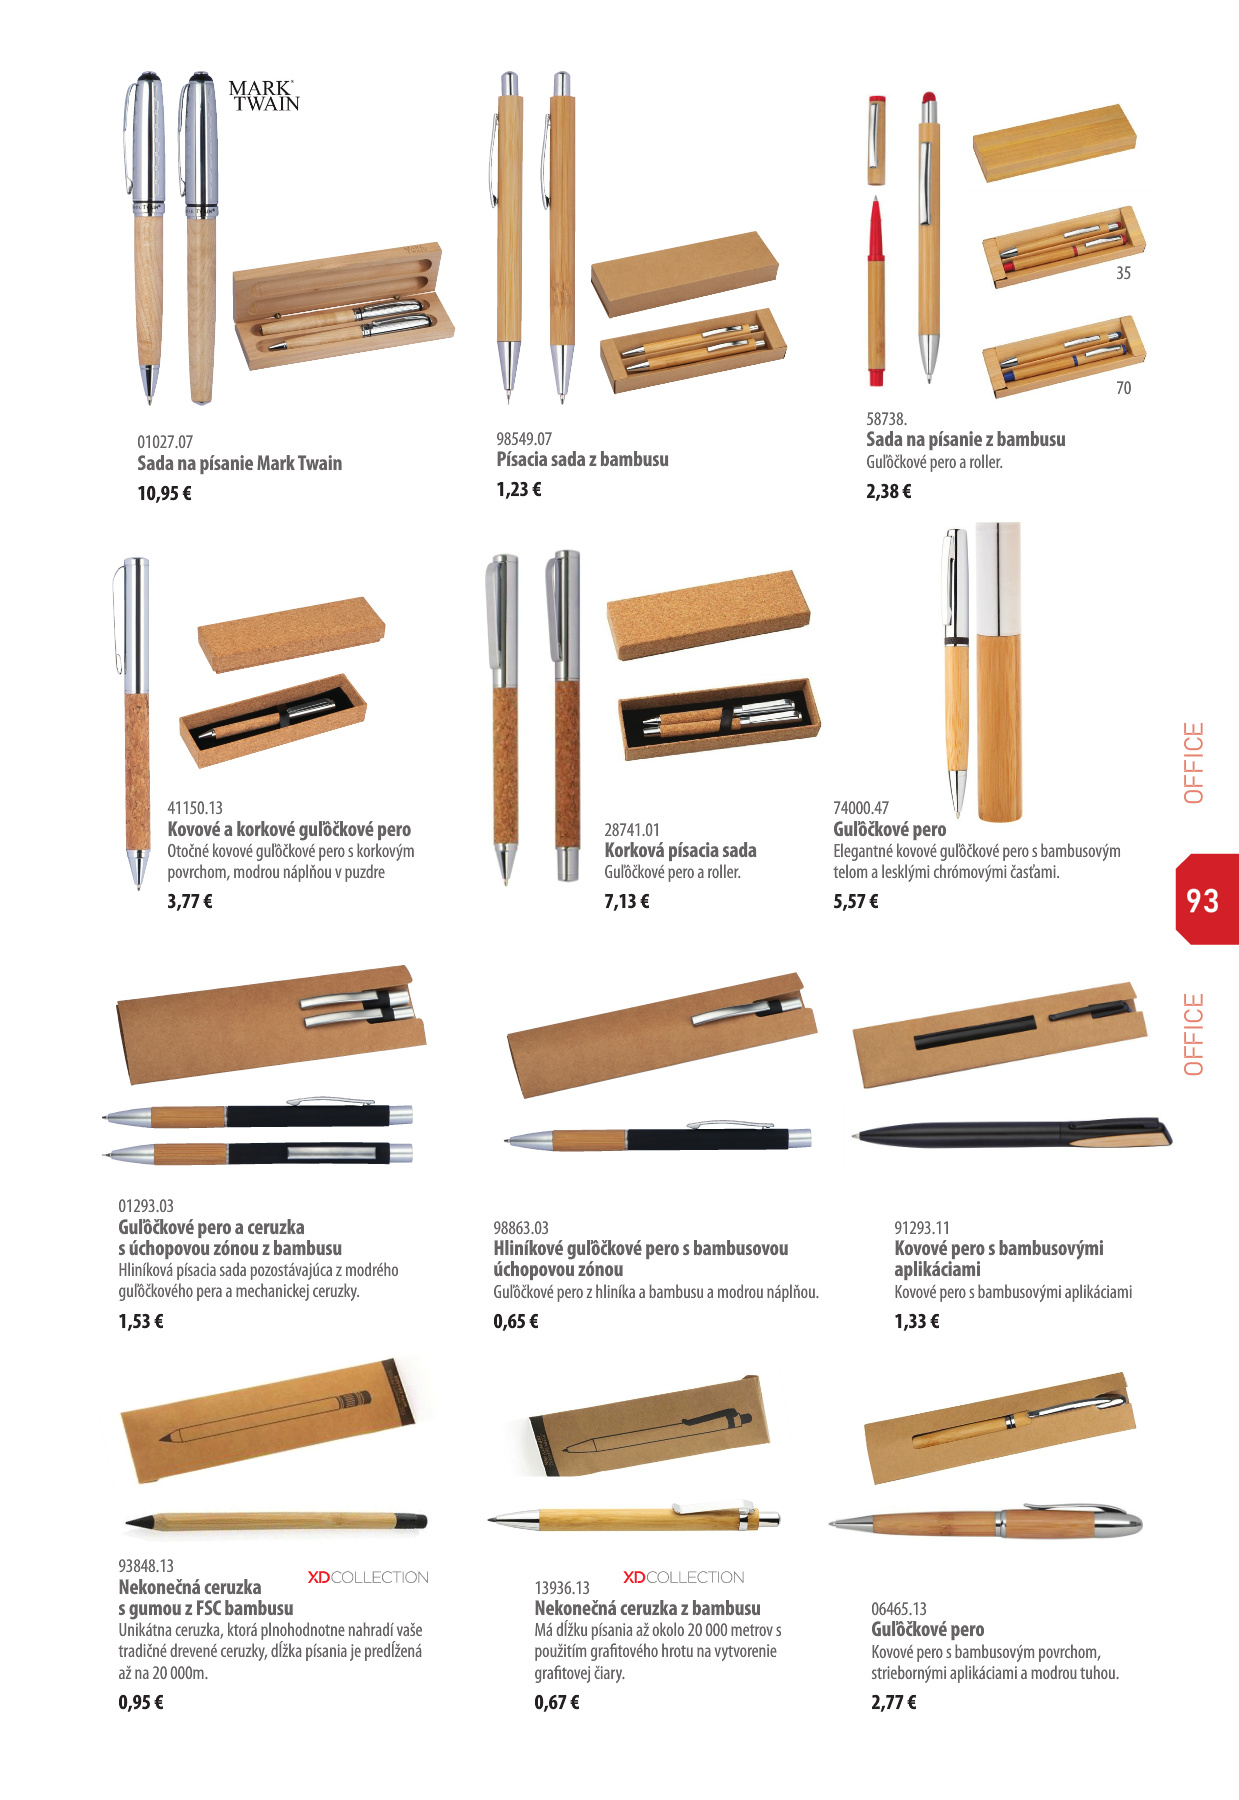 MARK
TWAIN
35
70
01027.07
Sada na písanie Mark Twain
10,95 €
98549.07
Písacia sada z bambusu
1,23 €
58738.
Sada na písanie z bambusu
Guľôčkové pero a roller.
2,38 €
41150.13
Kovové a korkové guľôčkové pero
Otočné kovové guľôčkové pero s korkovým
povrchom, modrou náplňou v puzdre
3,77 €
28741.01
Korková písacia sada
Guľôčkové pero a roller.
7,13 €
74000.47
Guľôčkové pero
Elegantné kovové guľôčkové pero s bambusovým
telom a lesklými chrómovými časťami.
5,57 €
OFFICE
93
OFFICE
01293.03
Guľôčkové pero a ceruzka
s úchopovou zónou z bambusu
Hliníková písacia sada pozostávajúca z modrého
guľôčkového pera a mechanickej ceruzky.
1,53 €
98863.03
Hliníkové guľôčkové pero s bambusovou
úchopovou zónou
Guľôčkové pero z hliníka a bambusu a modrou náplňou.
0,65 €
91293.11
Kovové pero s bambusovými
aplikáciami
Kovové pero s bambusovými aplikáciami
1,33 €
93848.13
XDCOLLECTION
Nekonečná ceruzka
s gumou z FSC bambusu
Unikátna ceruzka, ktorá plnohodnotne nahradí vaše
tradičné drevené ceruzky, dĺžka písania je predĺžená
až na 20 000m.
0,95 €
13936.13
XDCOLLECTION
Nekonečná ceruzka z bambusu
Má dĺžku písania až okolo 20 000 metrov s
použitím grafitového hrotu na vytvorenie
grafitovej čiary.
0,67 €
06465.13
Guľôčkové pero
Kovové pero s bambusovým povrchom,
striebornými aplikáciami a modrou tuhou.
2,77 €